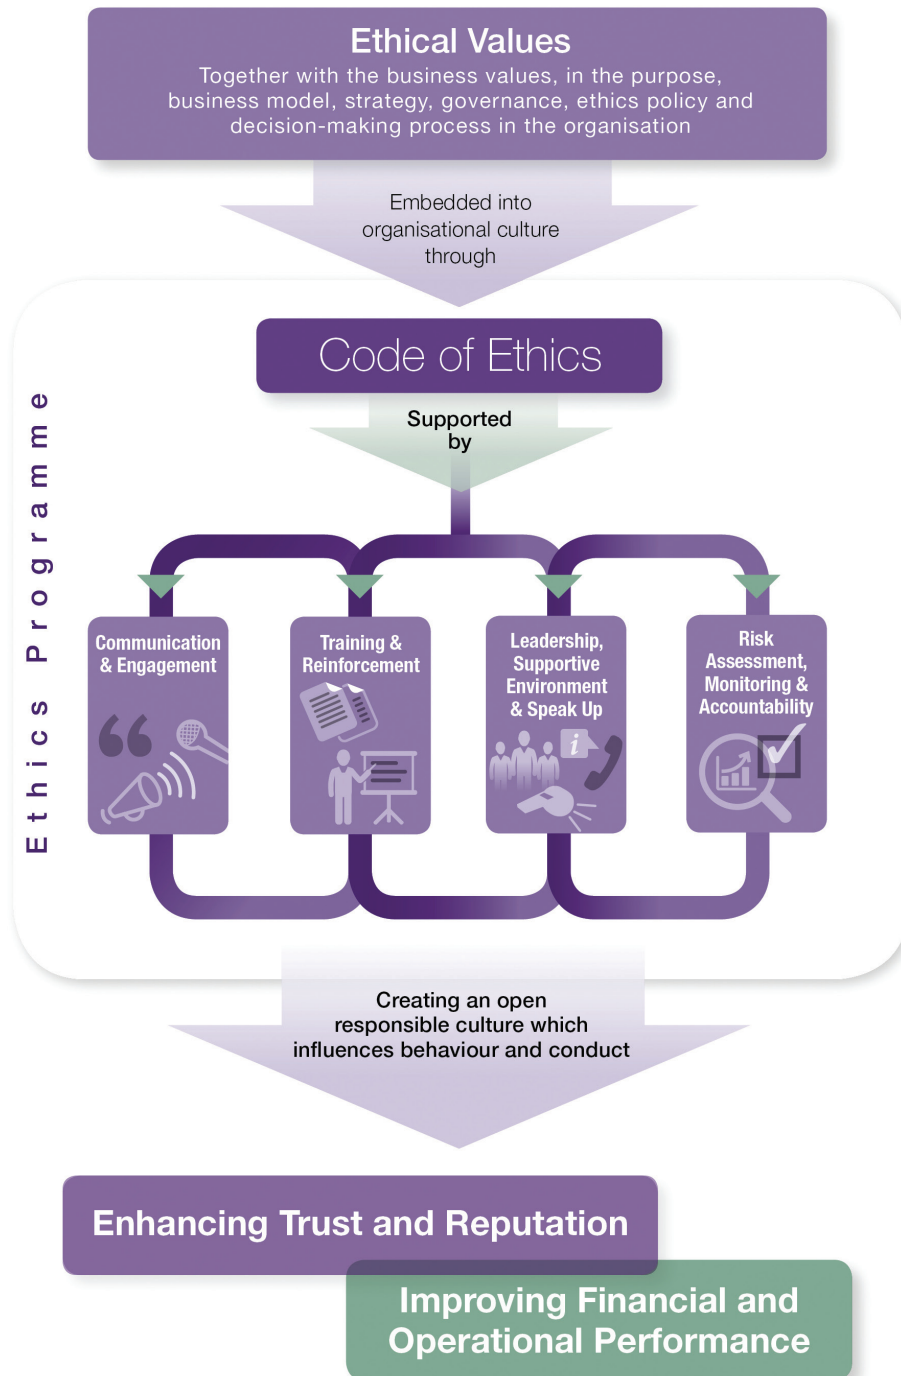 Ethical Values
Together with the business values, in the purpose,
business model, strategy, governance, ethics policy and
decision-making process in the organisation
Embedded into
organisational culture
through
Ethics Programme
Code of Ethics
Supported
by
Communication
& Engagement
Training &
Reinforcement
Leadership,
Supportive
Environment
& Speak Up
i
Risk
Assessment,
Monitoring &
Accountability
Creating an open
responsible culture which
influences behaviour and conduct
Enhancing Trust and Reputation
Improving Financial and
Operational Performance